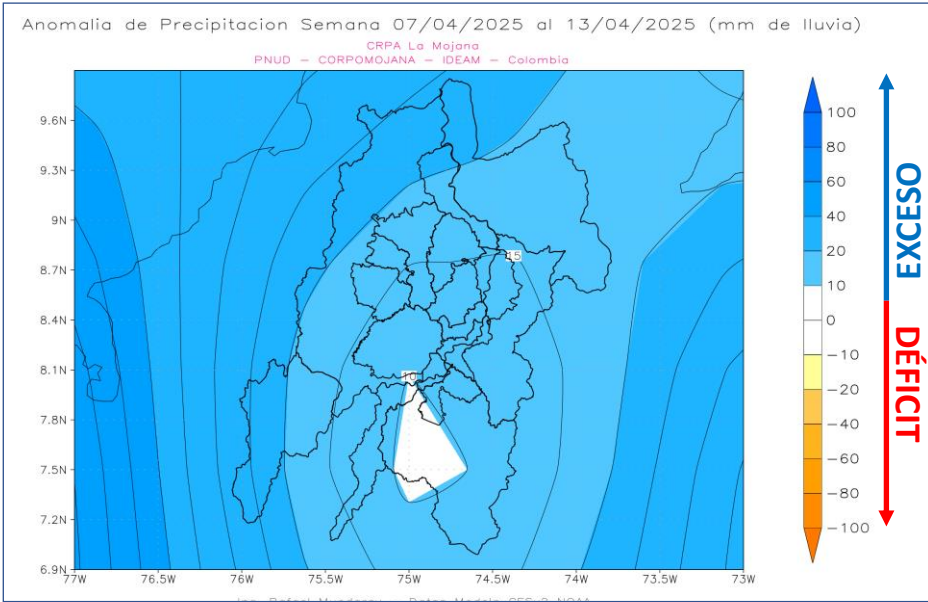 Anomalia de Precipitacion Semana 07/04/2025 al 13/04/2025 (mm de lluvia)
CRPA La Mojana
PNUD – CORPOMOJANA – IDEAM – Colombia
9.6N
9.3N
9N
8.7N
8.4N
8.1N
7.8N
7.5N
7.2N
6.9N
77W
76.5W
76W
75.5W
75W
74.5W
74W
73.5W
73W
15
10
100
80
60
40
20
10
0
−10
−20
−40
−60
−80
−100
EXCESO
DÉFICIT